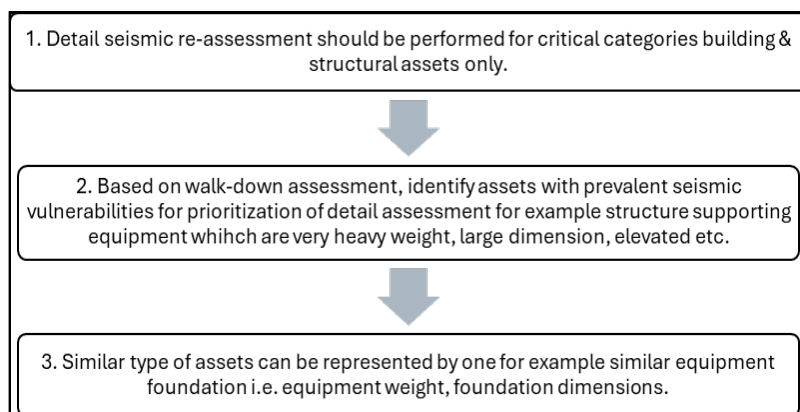 1. Detail seismic re-assessment should be performed for critical categories building &
structural assets only.
2. Based on walk-down assessment, identify assets with prevalent seismic
vulnerabilities for prioritization of detail assessment for example structure supporting
equipment whihch are very heavy weight, large dimension, elevated etc.
3. Similar type of assets can be represented by one for example similar equipment
foundation i.e. equipment weight, foundation dimensions.